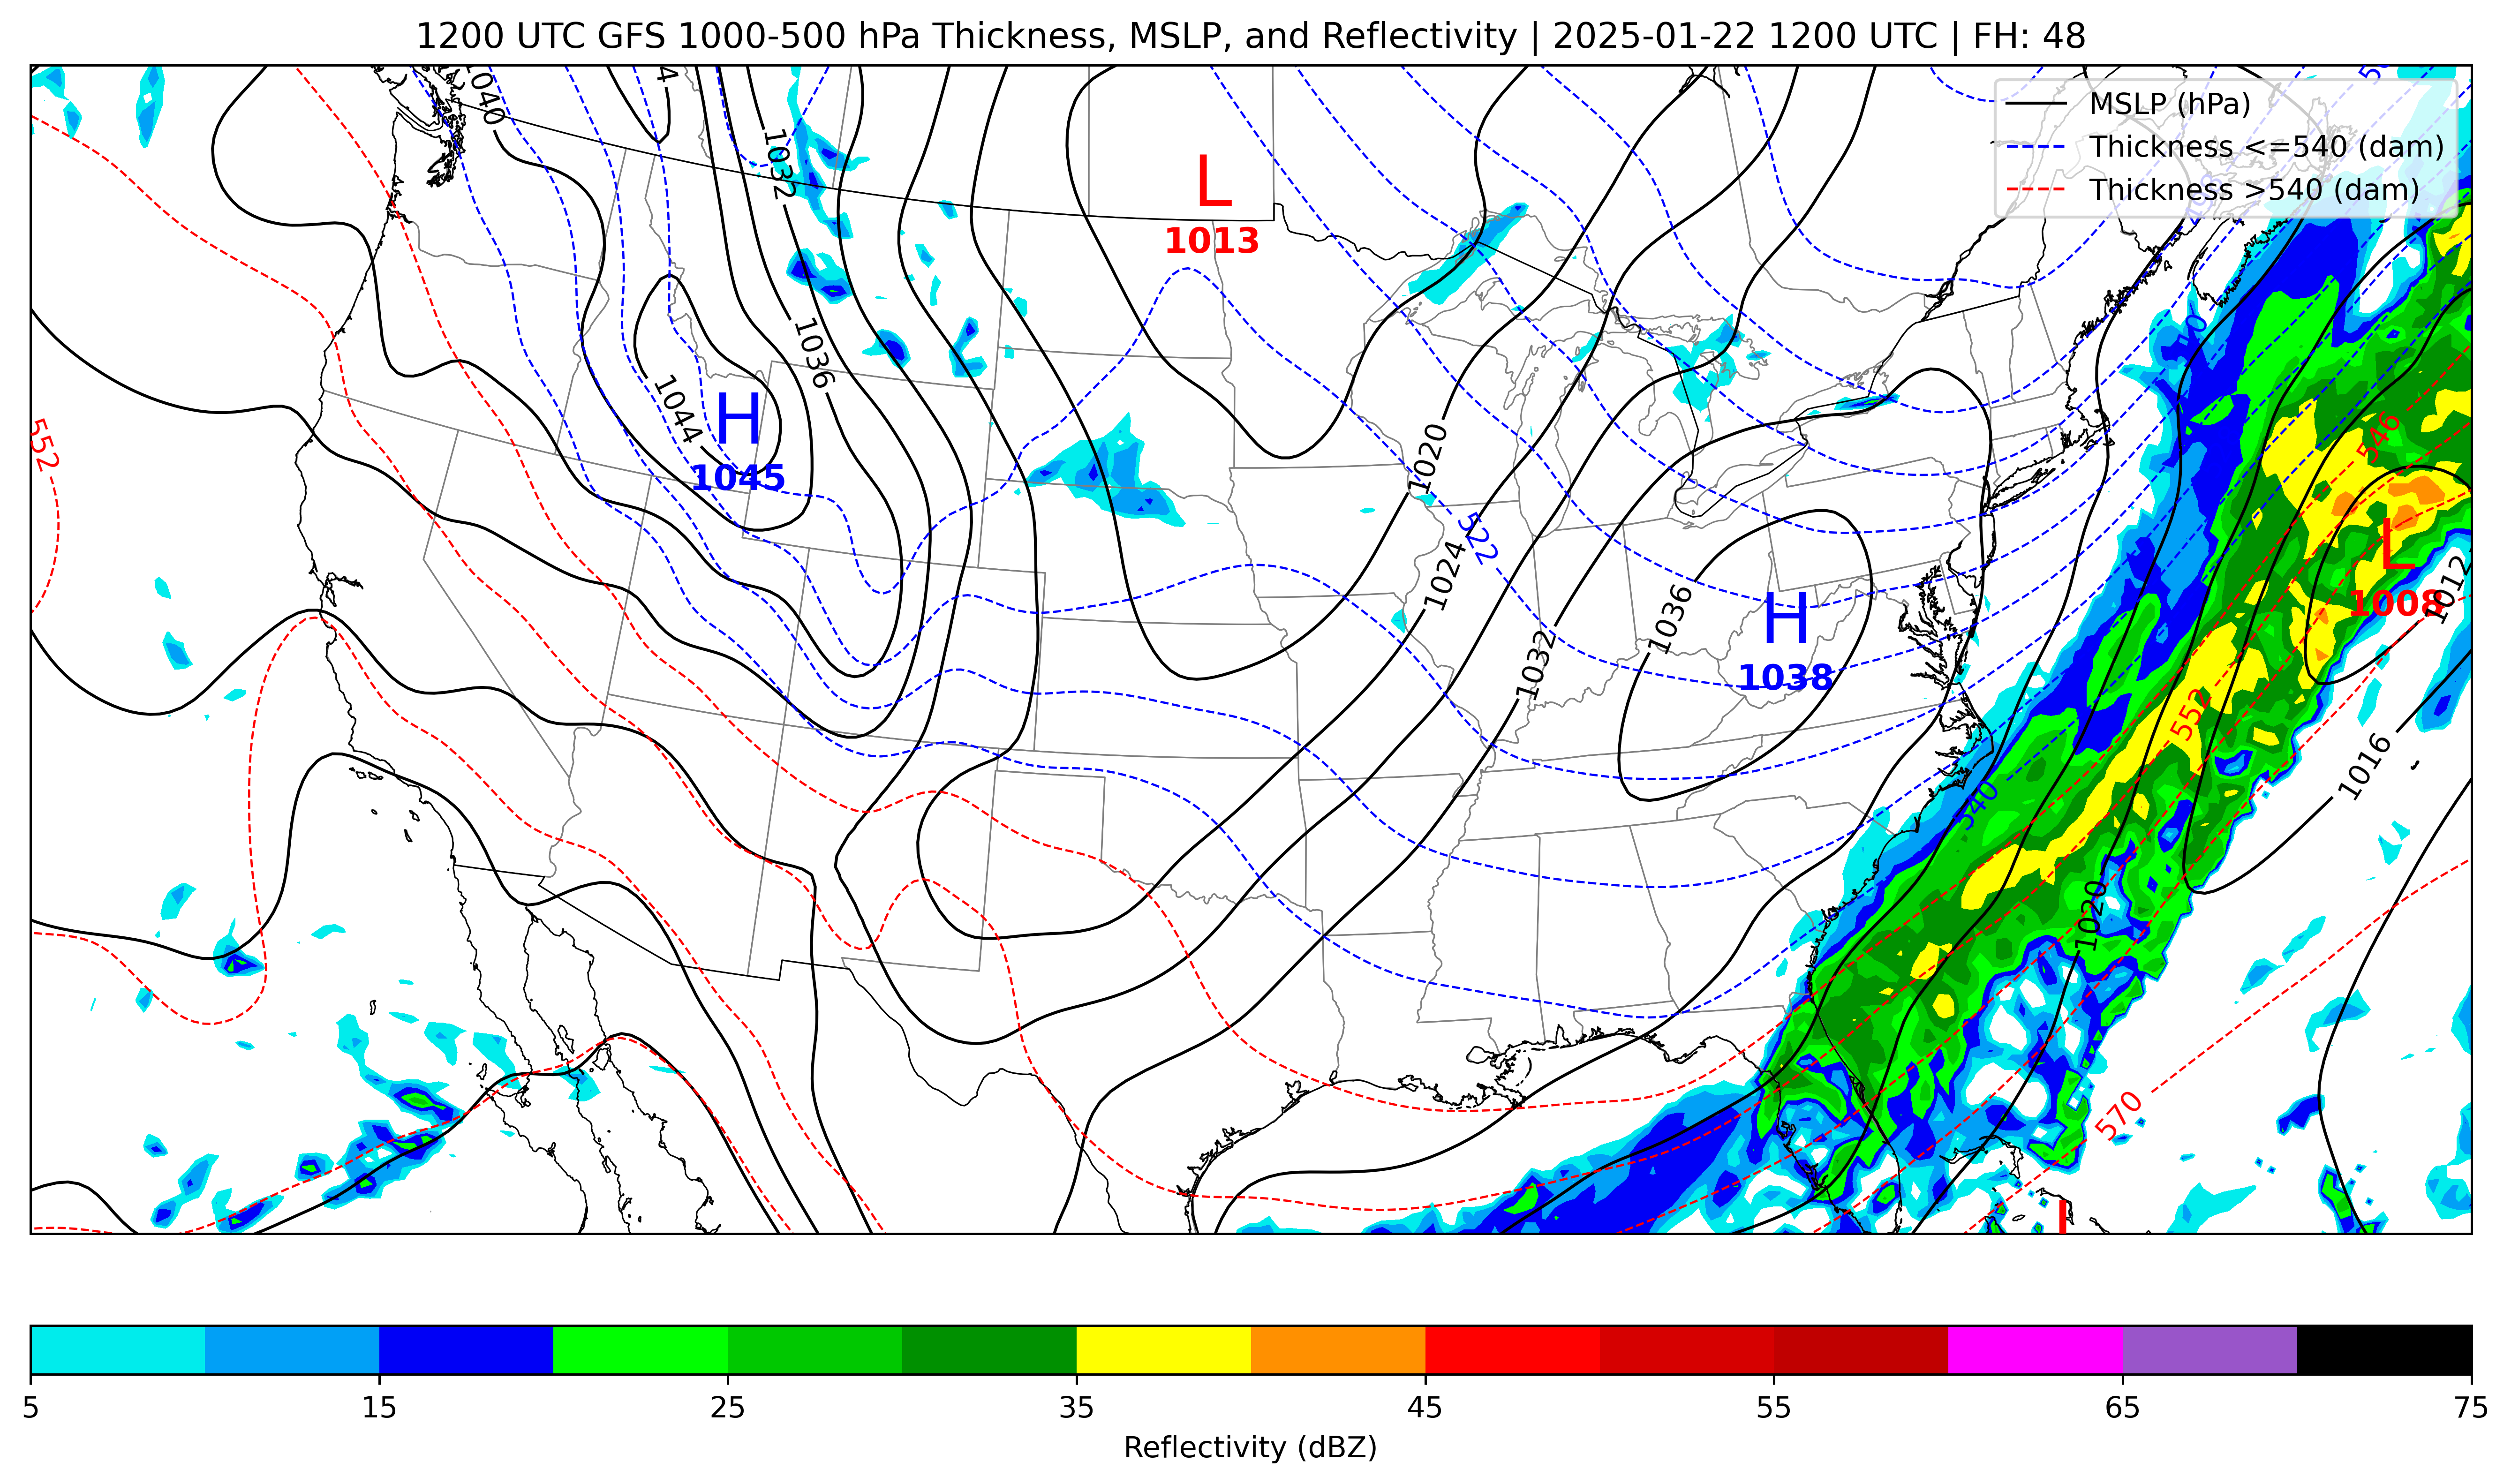 1200 UTC GFS 1000-500 hPa Thickness, MSLP, and Reflectivity | 2025-01-22 1200 UTC | FH: 48
MSLP (hPa)
Thickness <=540 (dam)
Thickness >540 (dam)
1040
1032
L
1013
1036
1044
H
1045
552
1020
522
1024
546
L
1008
1012
1036
H
1038
1032
552
1016
540
1020
570
5 15 25 35 45 55 65 75
Reflectivity (dBZ)